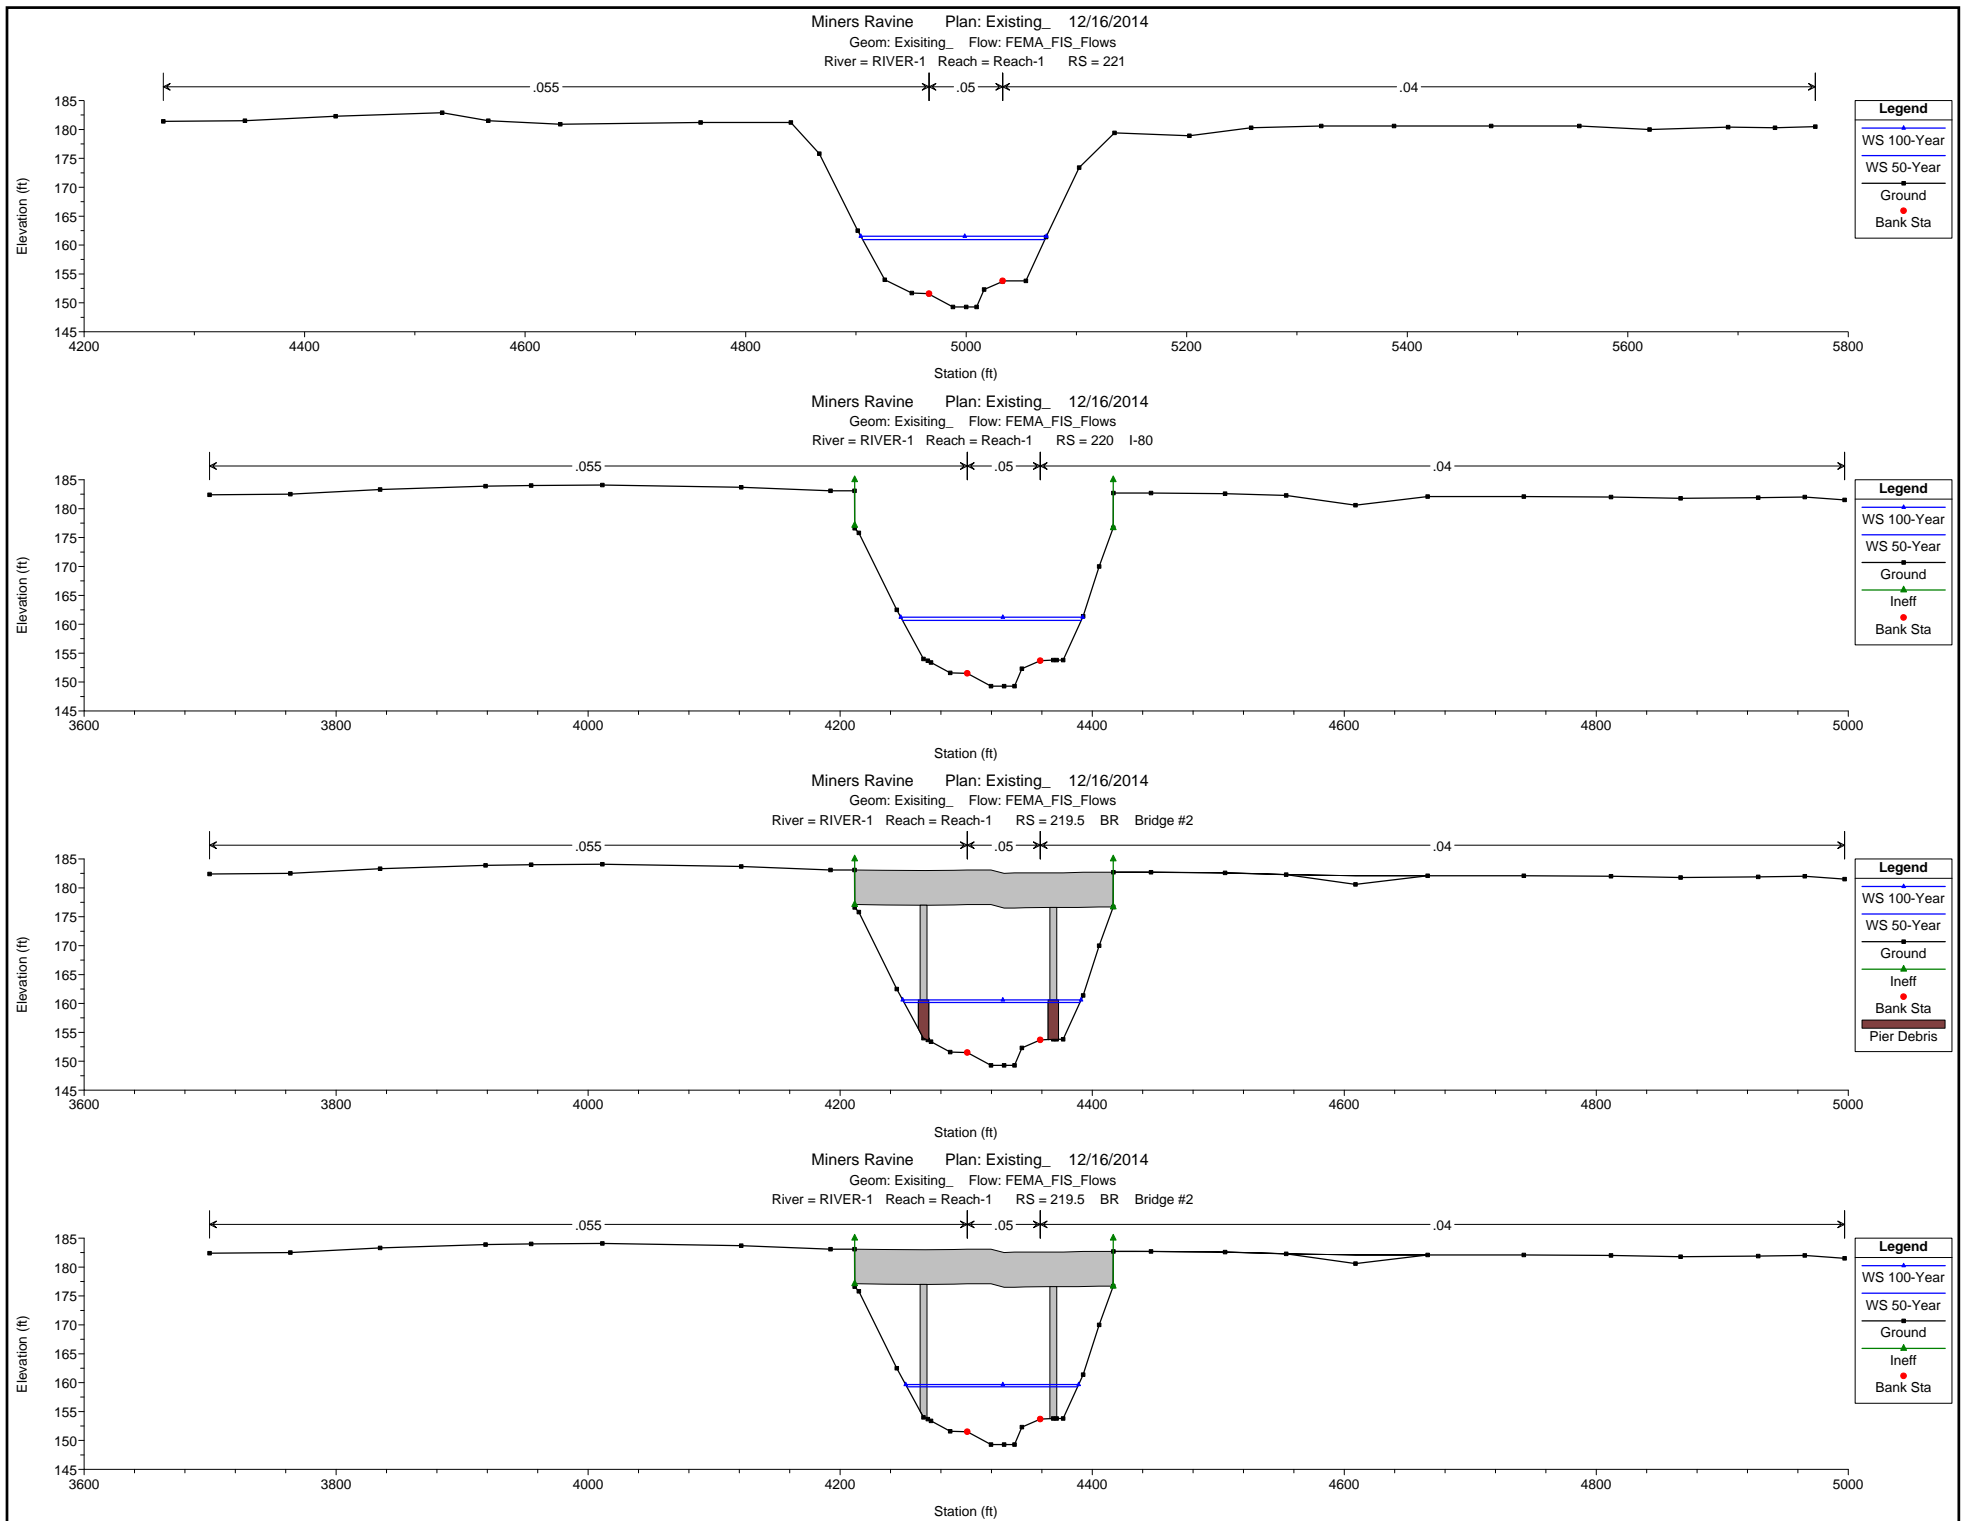 Miners Ravine Plan: Existing_ 12/16/2014
Geom: Exisiting_ Flow: FEMA_FIS_Flows
River = RIVER-1 Reach = Reach-1 RS = 221
.055 .05 .04
185
180
175
170
165
160
155
150
145
Elevation (ft)
4200 4400 4600 4800 5000 5200 5400 5600 5800
Station (ft)
Legend
WS 100-Year
WS 50-Year
Ground
Bank Sta
Miners Ravine Plan: Existing_ 12/16/2014
Geom: Exisiting_ Flow: FEMA_FIS_Flows
River = RIVER-1 Reach = Reach-1 RS = 220 I-80
.055 .05 .04
185
180
175
170
165
160
155
150
145
Elevation (ft)
3600 3800 4000 4200 4400 4600 4800 5000
Station (ft)
Legend
WS 100-Year
WS 50-Year
Ground
Ineff
Bank Sta
Miners Ravine Plan: Existing_ 12/16/2014
Geom: Exisiting_ Flow: FEMA_FIS_Flows
River = RIVER-1 Reach = Reach-1 RS = 219.5 BR Bridge #2
.055 .05 .04
185
180
175
170
165
160
155
150
145
Elevation (ft)
3600 3800 4000 4200 4400 4600 4800 5000
Station (ft)
Legend
WS 100-Year
WS 50-Year
Ground
Ineff
Bank Sta
Pier Debris
Miners Ravine Plan: Existing_ 12/16/2014
Geom: Exisiting_ Flow: FEMA_FIS_Flows
River = RIVER-1 Reach = Reach-1 RS = 219.5 BR Bridge #2
.055 .05 .04
185
180
175
170
165
160
155
150
145
Elevation (ft)
3600 3800 4000 4200 4400 4600 4800 5000
Station (ft)
Legend
WS 100-Year
WS 50-Year
Ground
Ineff
Bank Sta